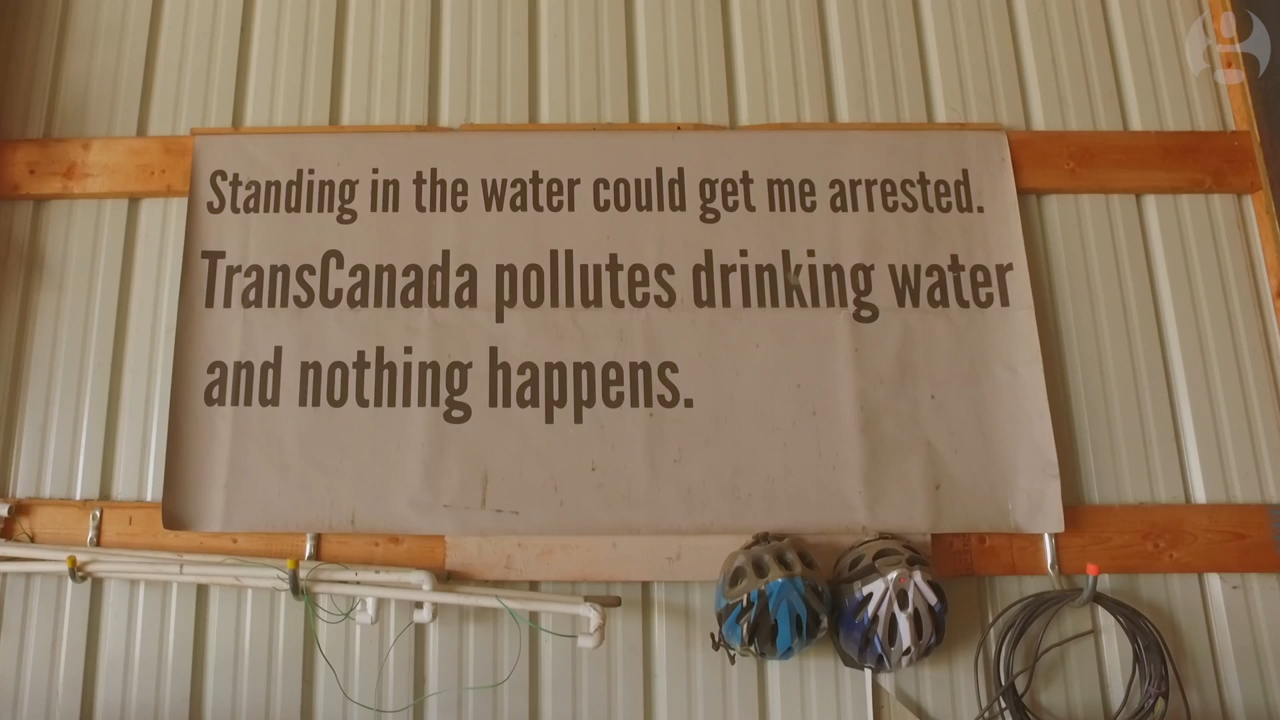 Standing in the water could get me arrested.
TransCanada pollutes drinking water
and nothing happens.